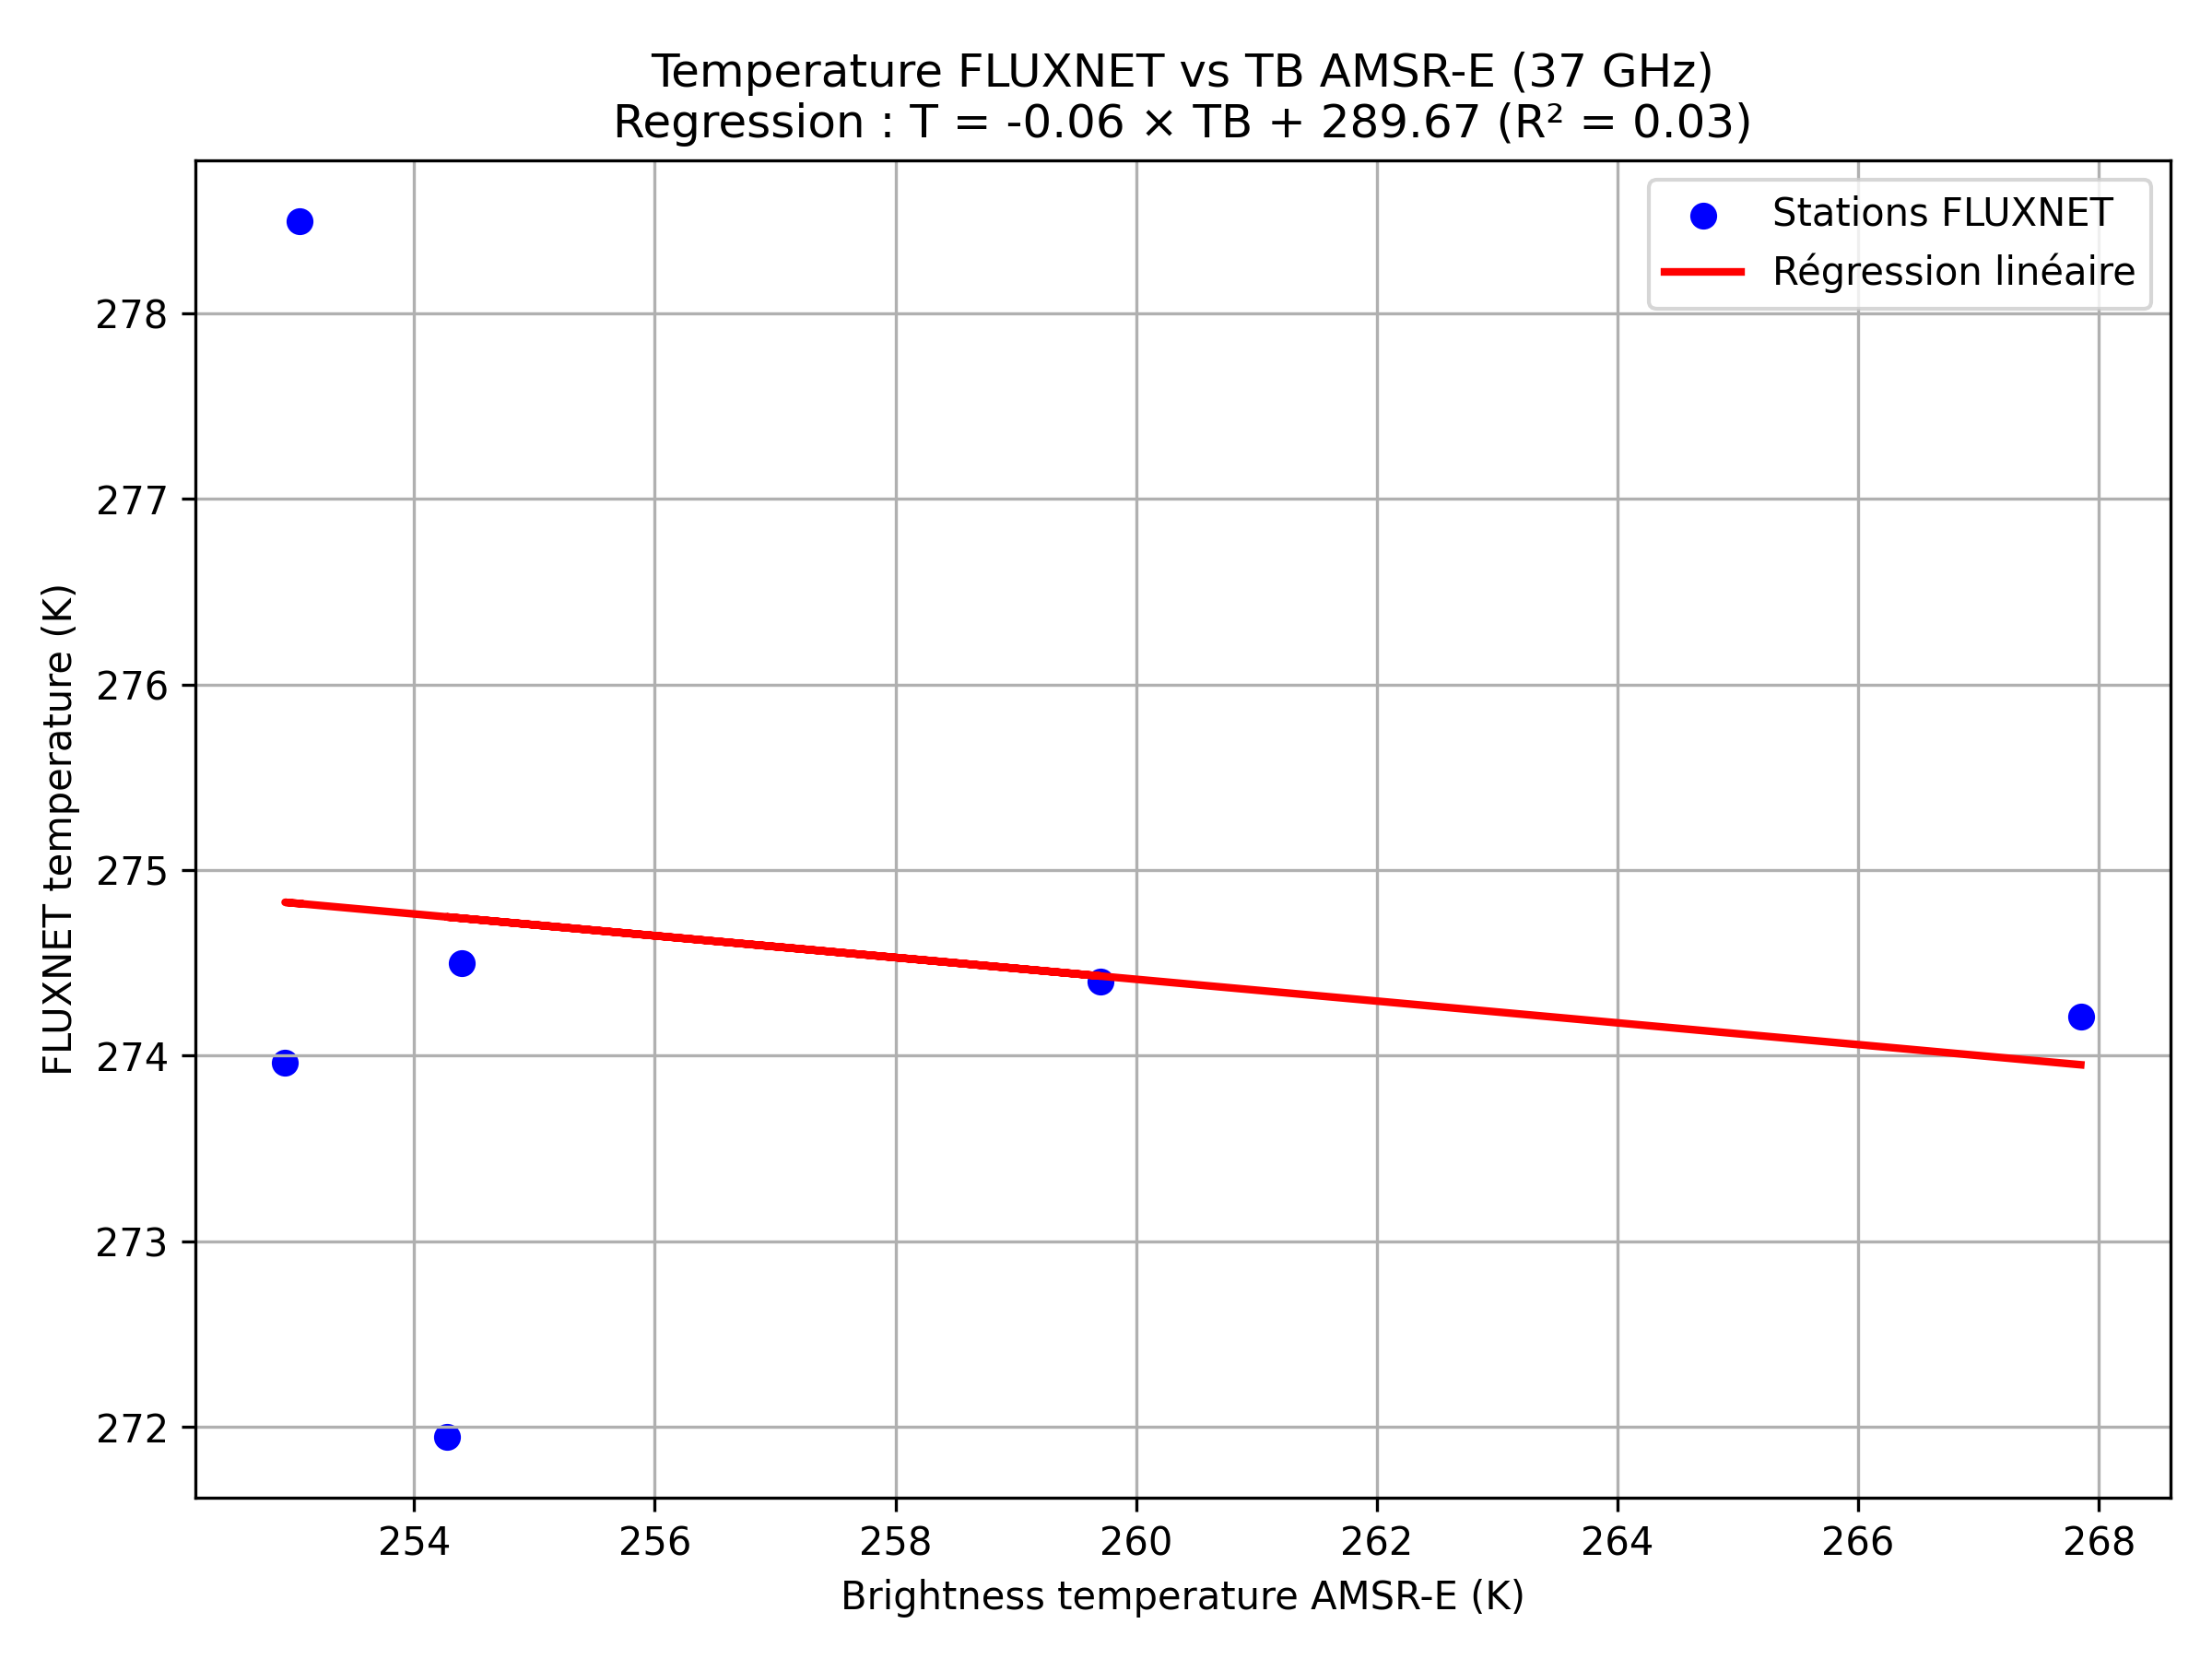 Temperature FLUXNET vs TB AMSR-E (37 GHz)
Regression : T = -0.06 × TB + 289.67 (R² = 0.03)
Stations FLUXNET
Régression linéaire
278
277
276
275
274
273
272
FLUXNET temperature (K)
254 256 258 260 262 264 266 268
Brightness temperature AMSR-E (K)